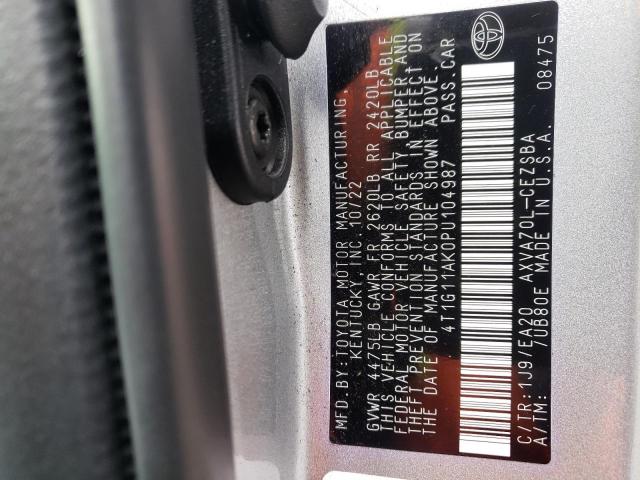 MFD.BY:TOYOTA MOTOR MANUFACTURING,
KENTUCKY, INC. 10/22
GVWR 4475LB GAWR FR 2620LB RR 2420LB
THIS VEHICLE CONFORMS TO ALL APPLICABLE
FEDERAL MOTOR VEHICLE SAFETY, BUMPER, AND
THEFT PREVENTION STANDARDS IN EFFECT ON
THE DATE OF MANUFACTURE SHOWN ABOVE.
4T1G11AK0PU104987 PASS.CAR
C/TR:1J9/EA20 AXVA70L-CEZSBA
A/TM: /UB80E MADE IN U.S.A. 08475